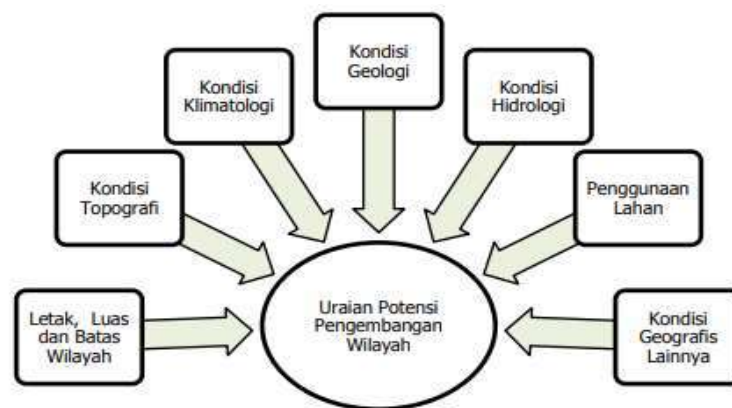 Kondisi
Geologi
Kondisi
Klimatologi
Kondisi
Hidrologi
Kondisi
Topografi
Penggunaan
Lahan
Letak, Luas
dan Batas
Wilayah
Uraian Potensi
Pengembangan
Wilayah
Kondisi
Geografis
Lainnya